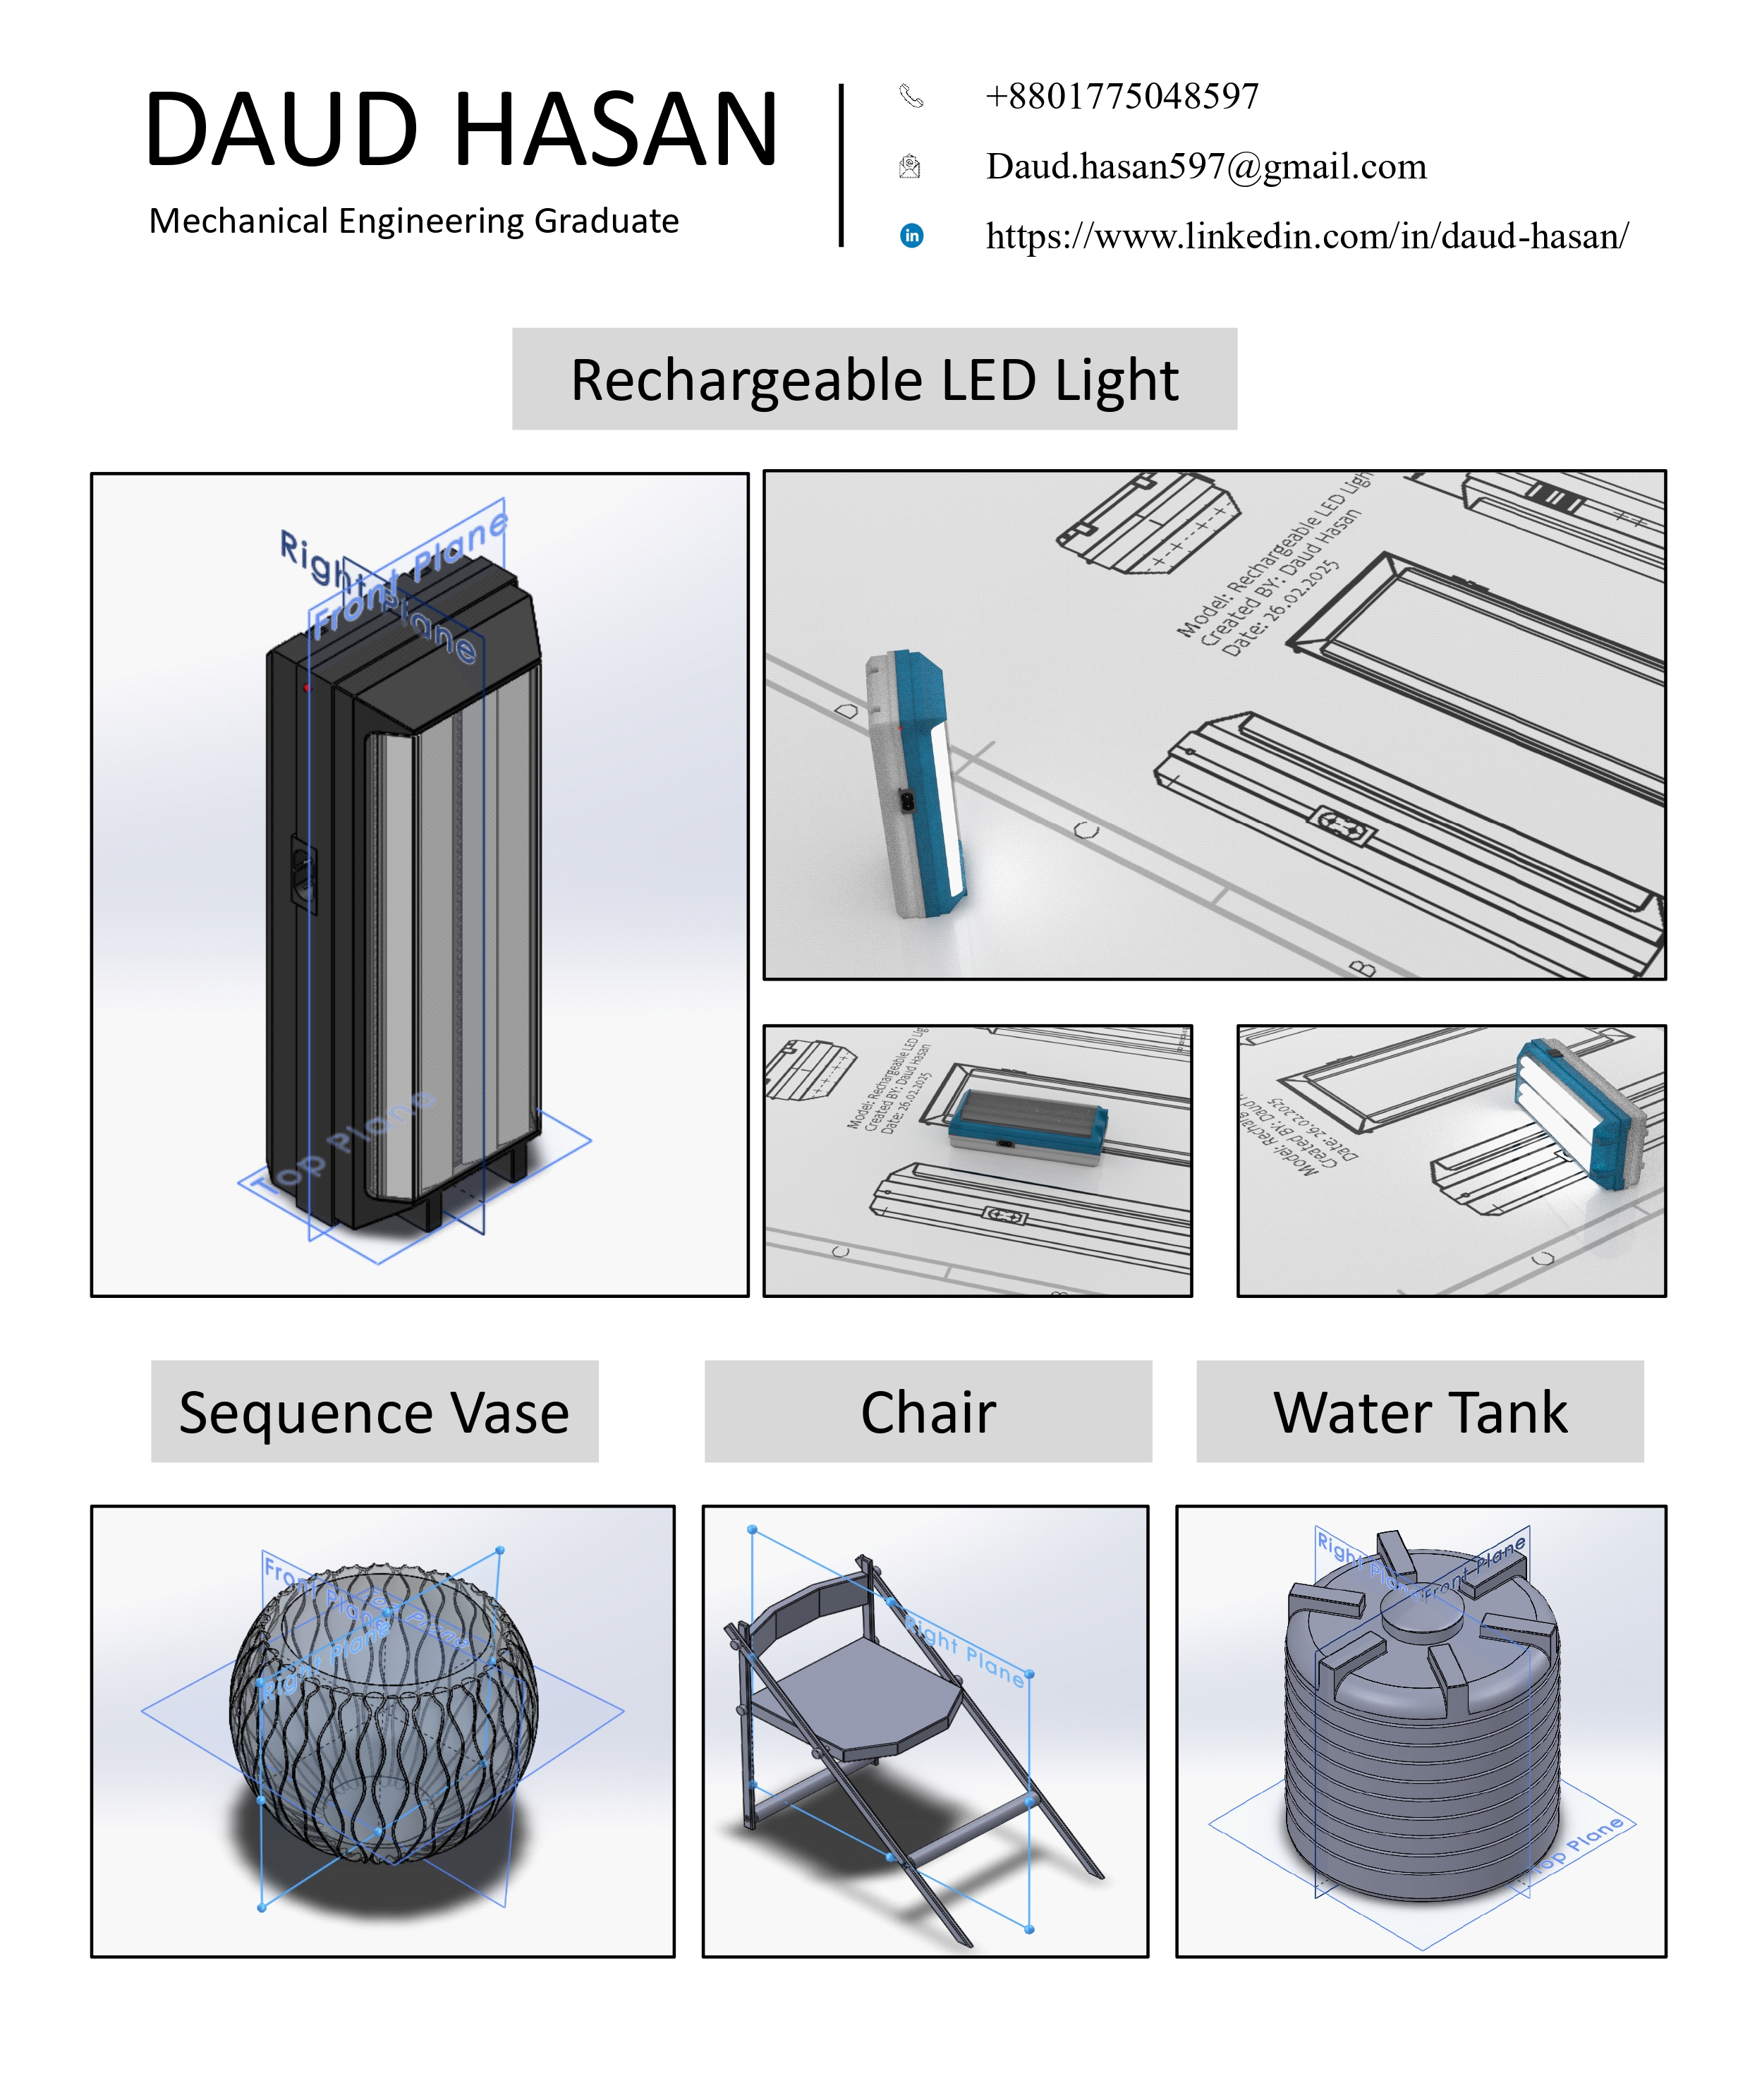 DAUD HASAN
Mechanical Engineering Graduate
+8801775048597
Daud.hasan597@gmail.com
in
https://www.linkedin.com/in/daud-hasan/
Rechargeable LED Light
Right Plane
Front Plane
Top Plane
Model: Rechargeable LED Ligh
Created BY: Daud Hasan
Date: 26.02.2025
D
C
B
Model: Rechargeable LED Lig
Created BY: Daud Hasan
Date: 26.02.2025
C
B
Model: Rechar
Created BY: Daud
Date: 26.02.2025
C
Sequence Vase
Chair
Water Tank
Front Plane
Top Plane
Right Plane
Right Plane
Right Plane
Front Plane
Top Plane